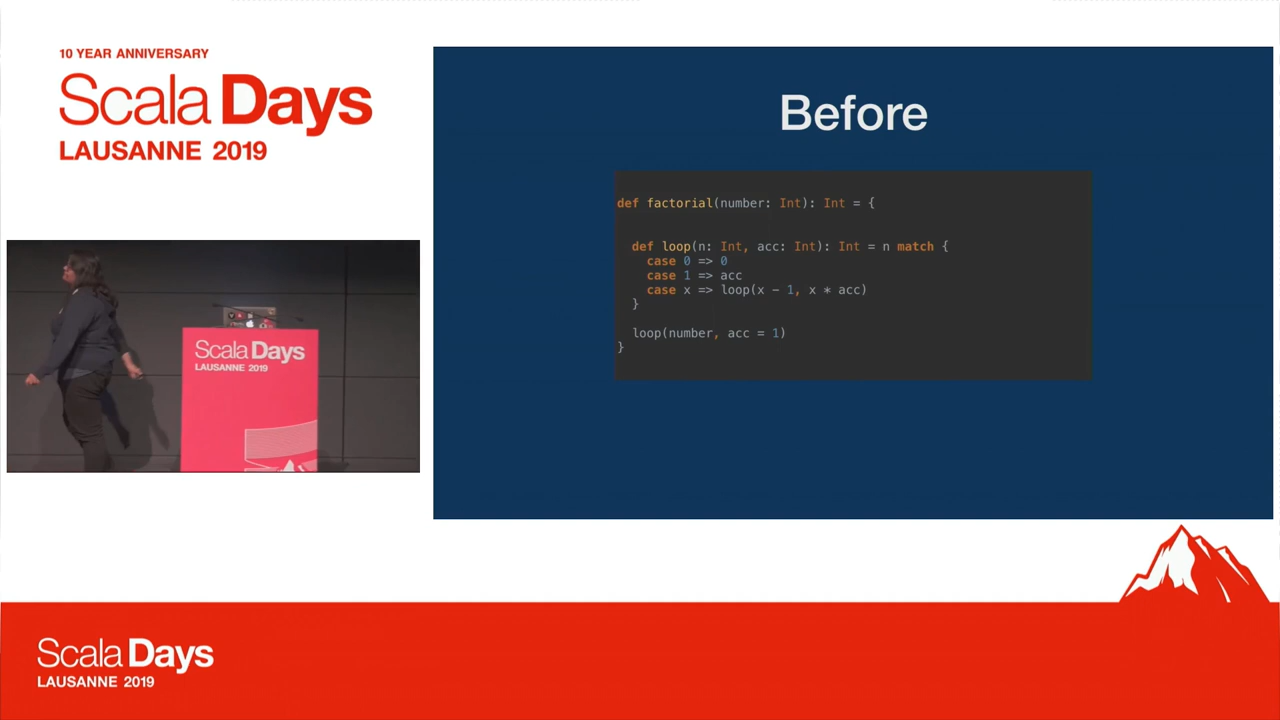 10 YEAR ANNIVERSARY
Scala Days
LAUSANNE 2019
Before
def factorial(number: Int): Int = {
def loop(n: Int, acc: Int): Int = n match {
case 0 => 0
case 1 => acc
case x => loop(x - 1, x * acc)
}
loop(number, acc = 1)
}
Scala Days
LAUSANNE 2019
Scala Days
LAUSANNE 2019